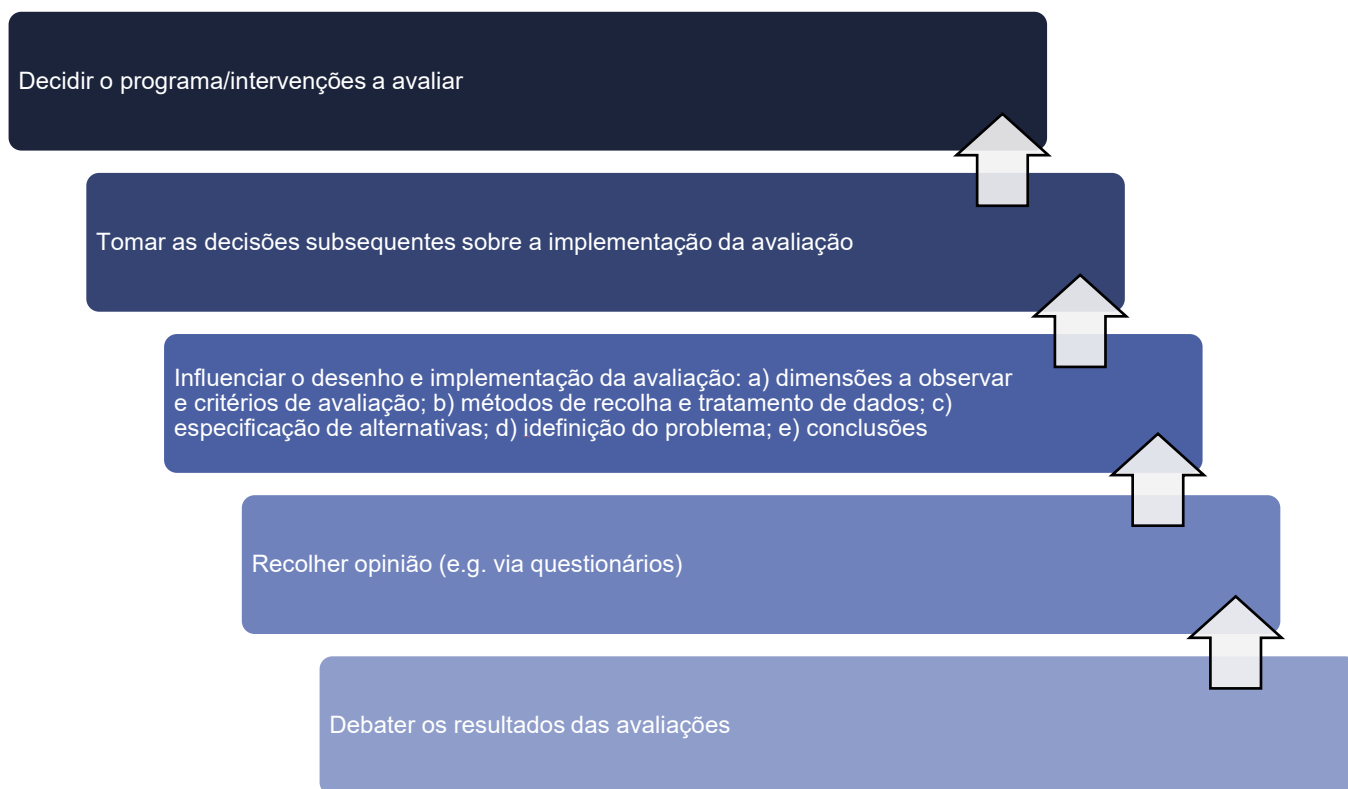 Decidir o programa/intervenções a avaliar
Tomar as decisões subsequentes sobre a implementação da avaliação
Influenciar o desenho e implementação da avaliação: a) dimensões a observar
e critérios de avaliação; b) métodos de recolha e tratamento de dados; c)
especificação de alternativas; d) idefinição do problema; e) conclusões
Recolher opinião (e.g. via questionários)
Debater os resultados das avaliações